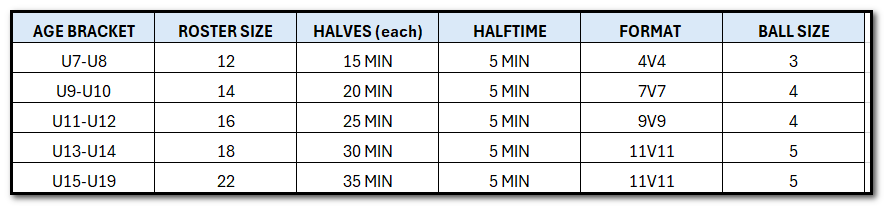 AGE BRACKET ROSTER SIZE HALVES (each) HALFTIME FORMAT BALL SIZE
U7-U8 12 15 MIN 5 MIN 4V4 3
U9-U10 14 20 MIN 5 MIN 7V7 4
U11-U12 16 25 MIN 5 MIN 9V9 4
U13-U14 18 30 MIN 5 MIN 11V11 5
U15-U19 22 35 MIN 5 MIN 11V11 5